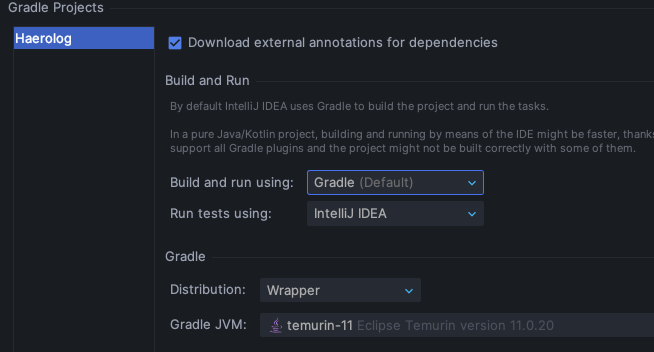 Gradle Projects
Haerolog
Download external annotations for dependencies
Build and Run
By default IntelliJ IDEA uses Gradle to build the project and run the tasks.
In a pure Java/Kotlin project, building and running by means of the IDE might be faster, thanks
support all Gradle plugins and the project might not be built correctly with some of them.
Build and run using: Gradle (Default)
Run tests using: IntelliJ IDEA
Gradle
Distribution: Wrapper
Gradle JVM: temurin-11 Eclipse Temurin version 11.0.20